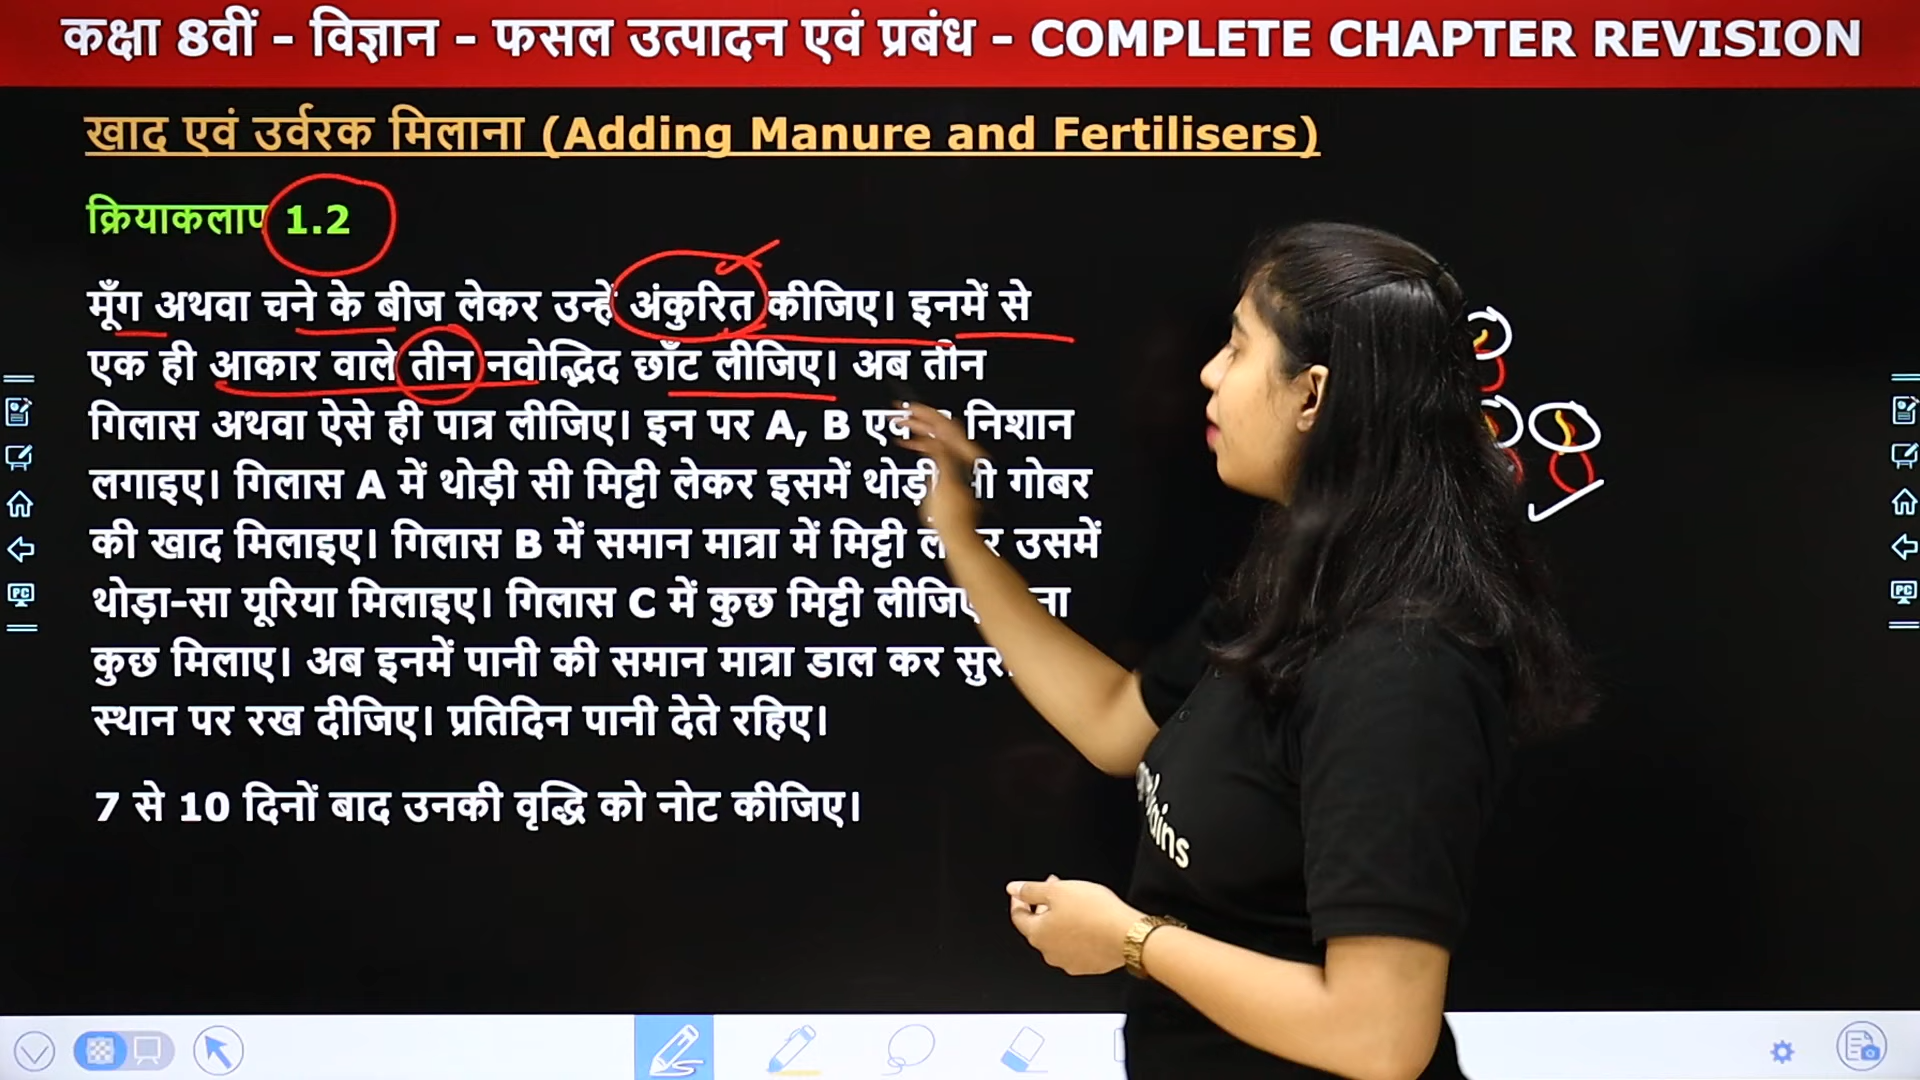 कक्षा 8वीं - विज्ञान - फसल उत्पादन एवं प्रबंध - COMPLETE CHAPTER REVISION
खाद एवं उर्वरक मिलाना (Adding Manure and Fertilisers)
क्रियाकलाप 1.2
मूँग अथवा चने के बीज लेकर उन्हें अंकुरित कीजिए। इनमें से
एक ही आकार वाले तीन नवोद्भिद छाँट लीजिए। अब तीन
गिलास अथवा ऐसे ही पात्र लीजिए। इन पर A, B एवं निशान
लगाइए। गिलास A में थोड़ी सी मिट्टी लेकर इसमें थोड़ी गोबर
की खाद मिलाइए। गिलास B में समान मात्रा में मिट्टी उसमें
थोड़ा-सा यूरिया मिलाइए। गिलास C में कुछ मिट्टी लीजिए
कुछ मिलाए। अब इनमें पानी की समान मात्रा डाल कर
स्थान पर रख दीजिए। प्रतिदिन पानी देते रहिए।
7 से 10 दिनों बाद उनकी वृद्धि को नोट कीजिए।
PC
PC